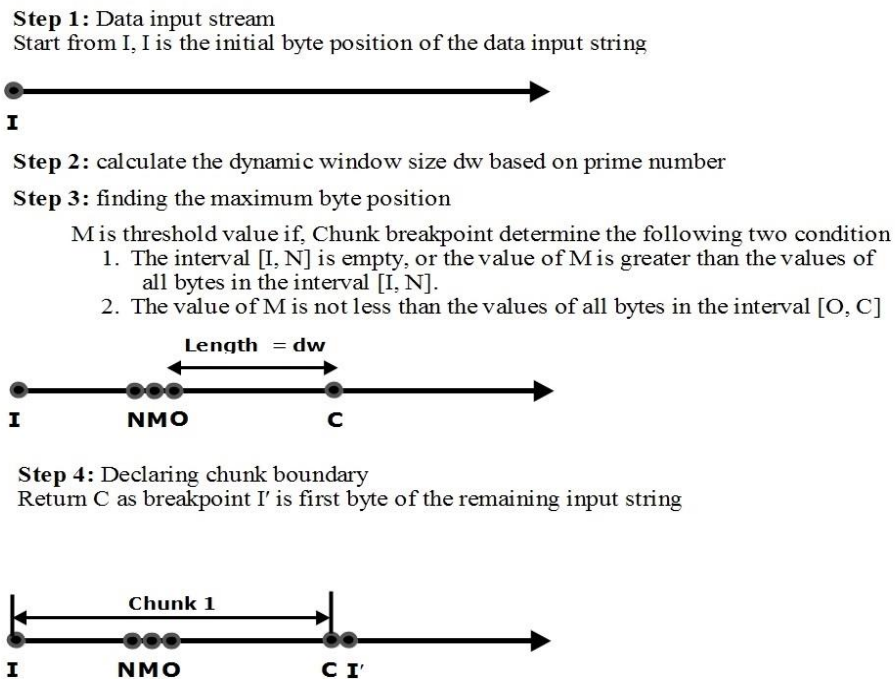 Step 1: Data input stream
Start from I, I is the initial byte position of the data input string
I
Step 2: calculate the dynamic window size dw based on prime number
Step 3: finding the maximum byte position
M is threshold value if, Chunk breakpoint determine the following two condition
1. The interval [I, N] is empty, or the value of M is greater than the values of
all bytes in the interval [I, N].
2. The value of M is not less than the values of all bytes in the interval [O, C]
Length = dw
I NMO C
Step 4: Declaring chunk boundary
Return C as breakpoint I′ is first byte of the remaining input string
Chunk 1
I NMO C I′